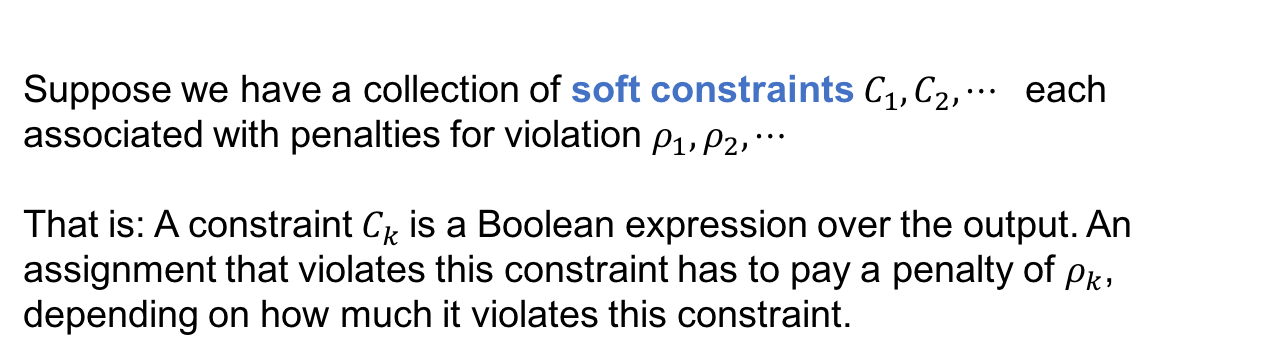 Suppose we have a collection of soft constraints C₁, C₂, ⋯ each
associated with penalties for violation ρ₁, ρ₂, ⋯
That is: A constraint Cₖ is a Boolean expression over the output. An
assignment that violates this constraint has to pay a penalty of ρₖ,
depending on how much it violates this constraint.